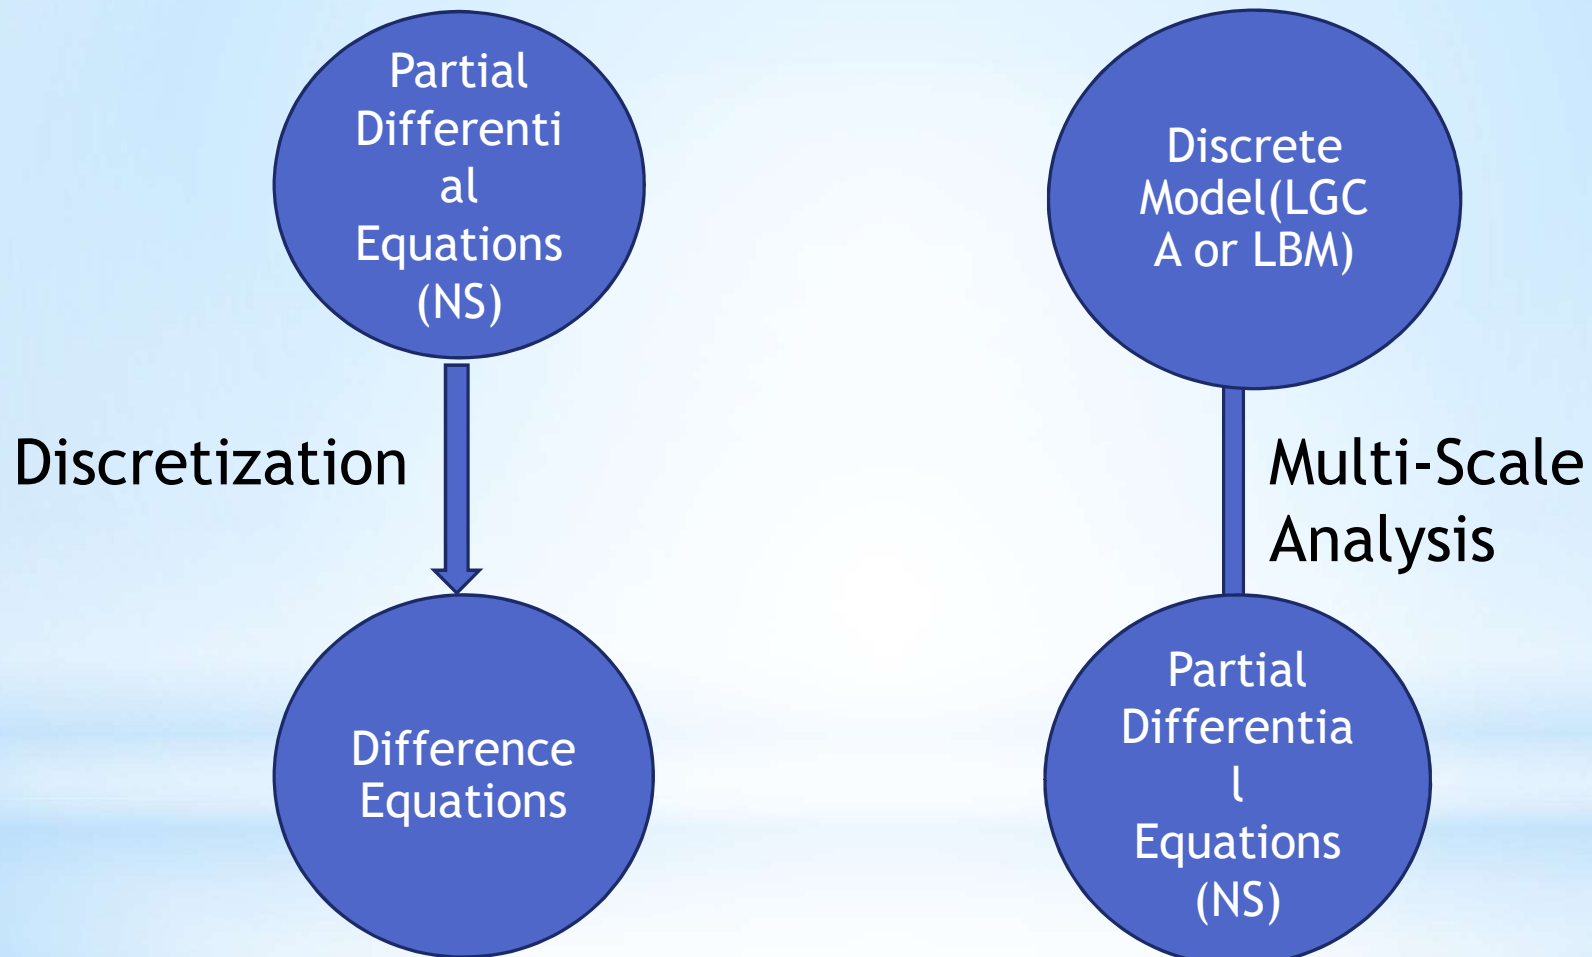 Partial
Differenti
al
Equations
(NS)
Discretization
Difference
Equations
Discrete
Model(LGC
A or LBM)
Multi-Scale
Analysis
Partial
Differentia
l
Equations
(NS)